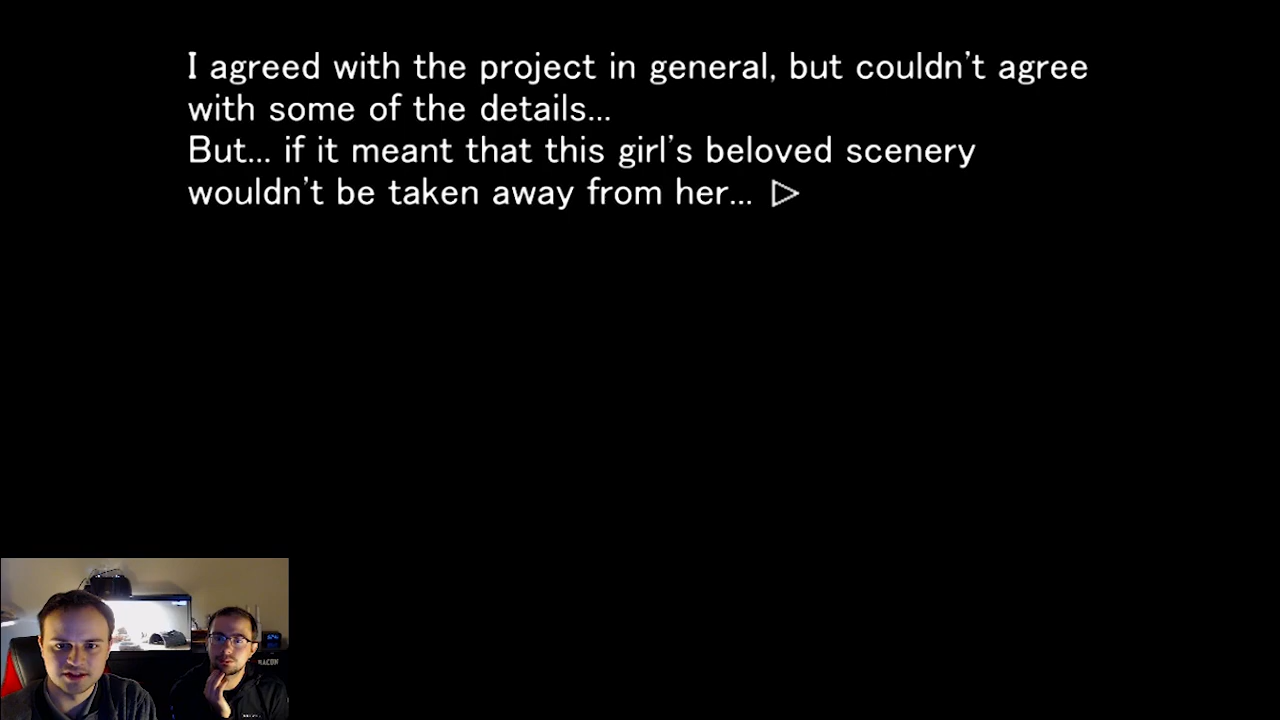 I agreed with the project in general, but couldn't agree
with some of the details...
But... if it meant that this girl's beloved scenery
wouldn't be taken away from her...